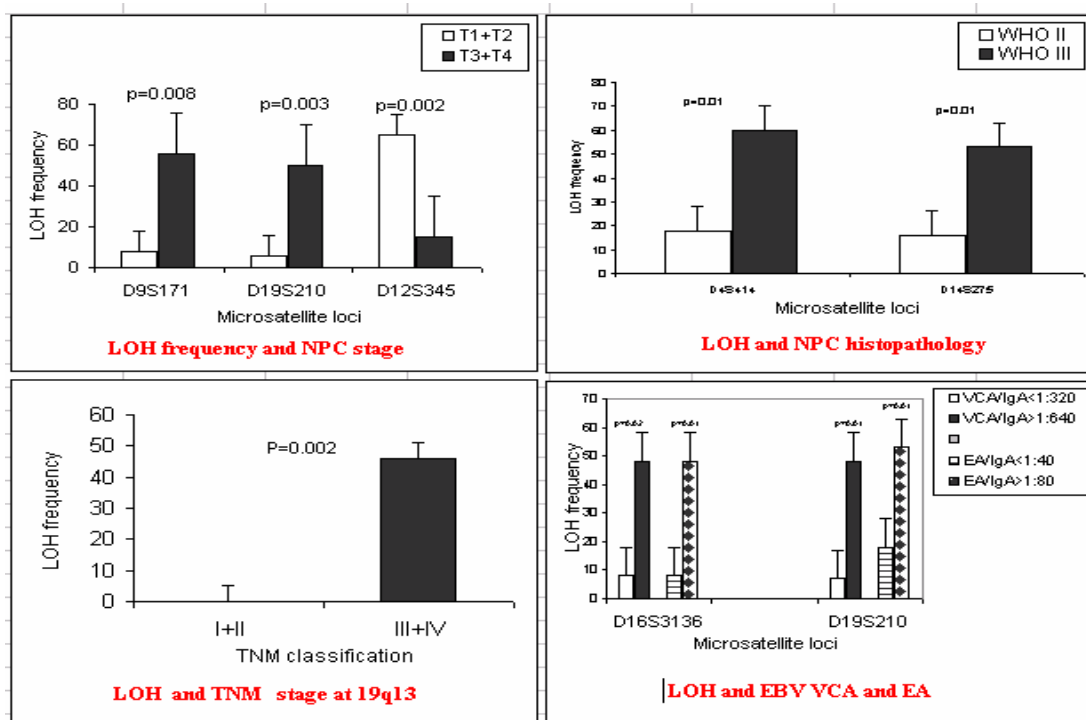 T1+T2
T3+T4
p=0.008
p=0.003
p=0.002
80
60
40
20
0
LOH frequency
D9S171
D19S210
D12S345
Microsatellite loci
LOH frequency and NPC stage
WHO II
WHO III
p=0.01
p=0.01
80
70
60
50
40
30
20
10
0
LOH frequency
D4S414
D14S275
Microsatellite loci
LOH and NPC histopathology
60
50
40
30
20
10
0
LOH frequency
P=0.002
I+II
III+IV
TNM classification
LOH and TNM stage at 19q13
VCA/IgA<1:320
VCA/IgA>1:640
EA/IgA<1:40
EA/IgA>1:80
70
60
50
40
30
20
10
0
LOH frequency
p=0.01
D16S3136
D19S210
Microsatellite loci
LOH and EBV VCA and EA